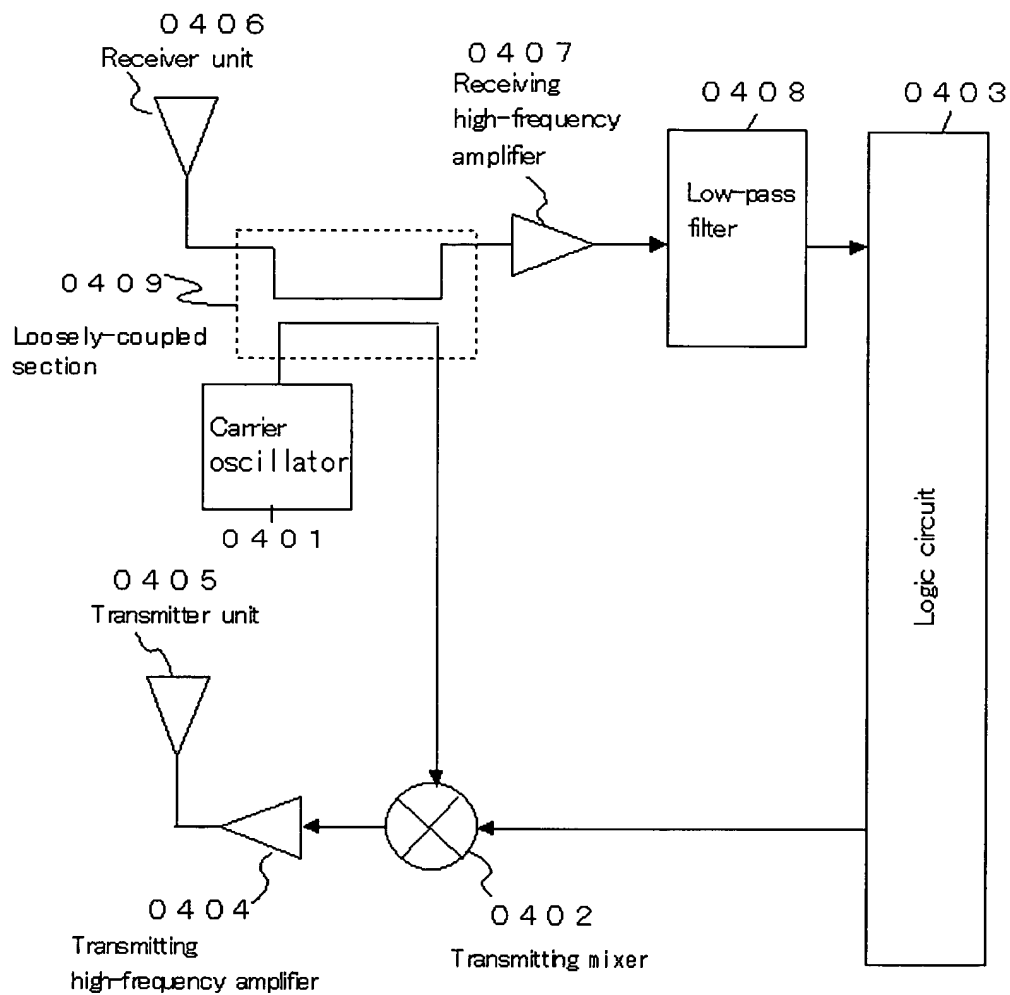 0406
Receiver unit
0407
Receiving
high-frequency
amplifier
0408
Low-pass
filter
0403
Logic circuit
0409
Loosely-coupled
section
Carrier
oscillator
0401
0405
Transmitter unit
0404
Transmitting
high-frequency amplifier
0402
Transmitting mixer